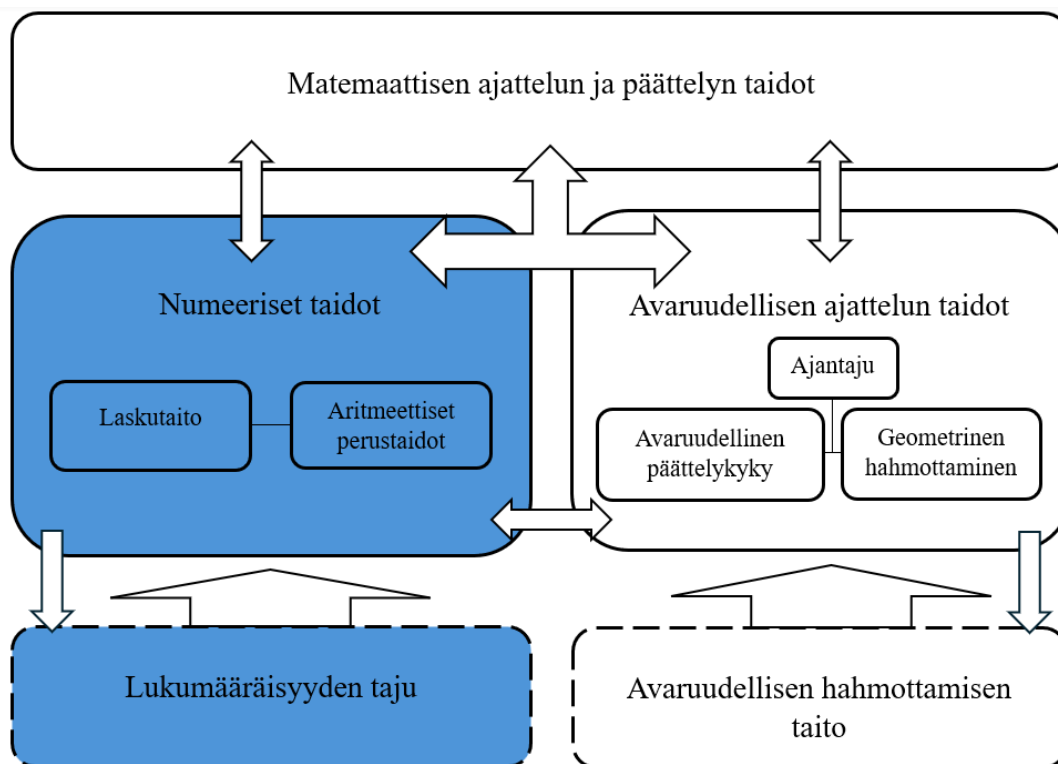 Matemaattisen ajattelun ja päättelyn taidot
Numeeriset taidot
Laskutaito
Aritmeettiset
perustaidot
Avaruudellisen ajattelun taidot
Ajantaju
Avaruudellinen
päättelykyky
Geometrinen
hahmottaminen
Lukumääräisyyden taju
Avaruudellisen hahmottamisen
taito